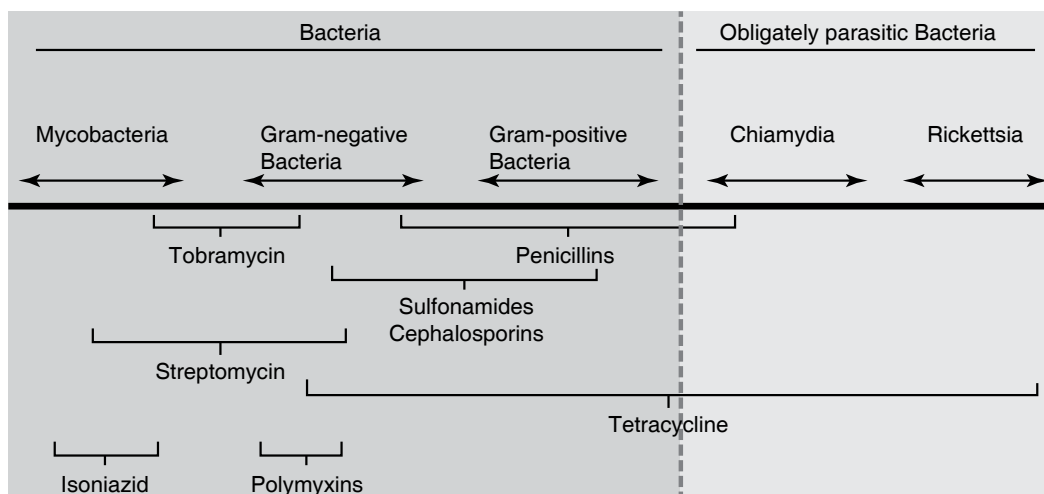 Bacteria
Obligately parasitic Bacteria
Mycobacteria
Gram-negative
Bacteria
Gram-positive
Bacteria
Chiamydia
Rickettsia
Tobramycin
Penicillins
Sulfonamides
Cephalosporins
Streptomycin
Tetracycline
Isoniazid
Polymyxins